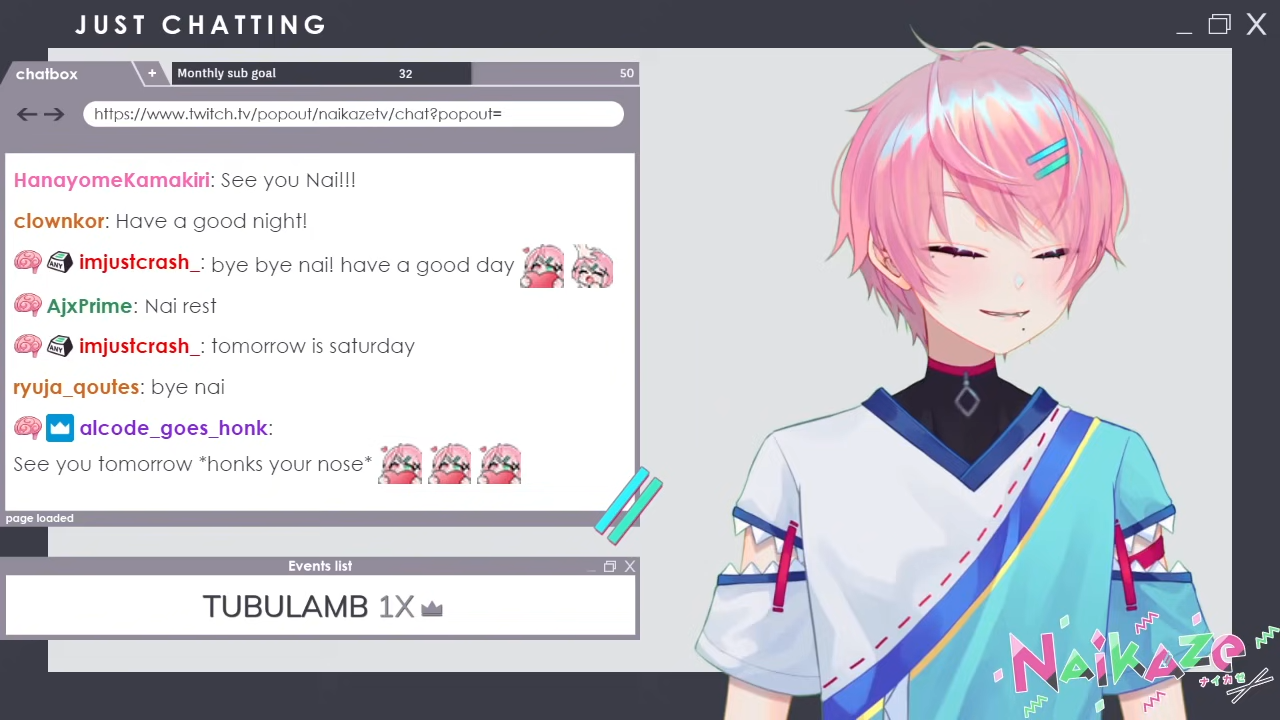 JUST CHATTING
chatbox
+
Monthly sub goal 32 50
https://www.twitch.tv/popout/naikazetv/chat?popout=
HanayomeKamakiri: See you Nai!!!
clownkor: Have a good night!
ANY imjustcrash_: bye bye nai! have a good day
AjxPrime: Nai rest
ANY imjustcrash_: tomorrow is saturday
ryuja_qoutes: bye nai
alcode_goes_honk:
See you tomorrow *honks your nose*
page loaded
Events list
TUBULAMB 1X
Naikaze
ナイカゼ